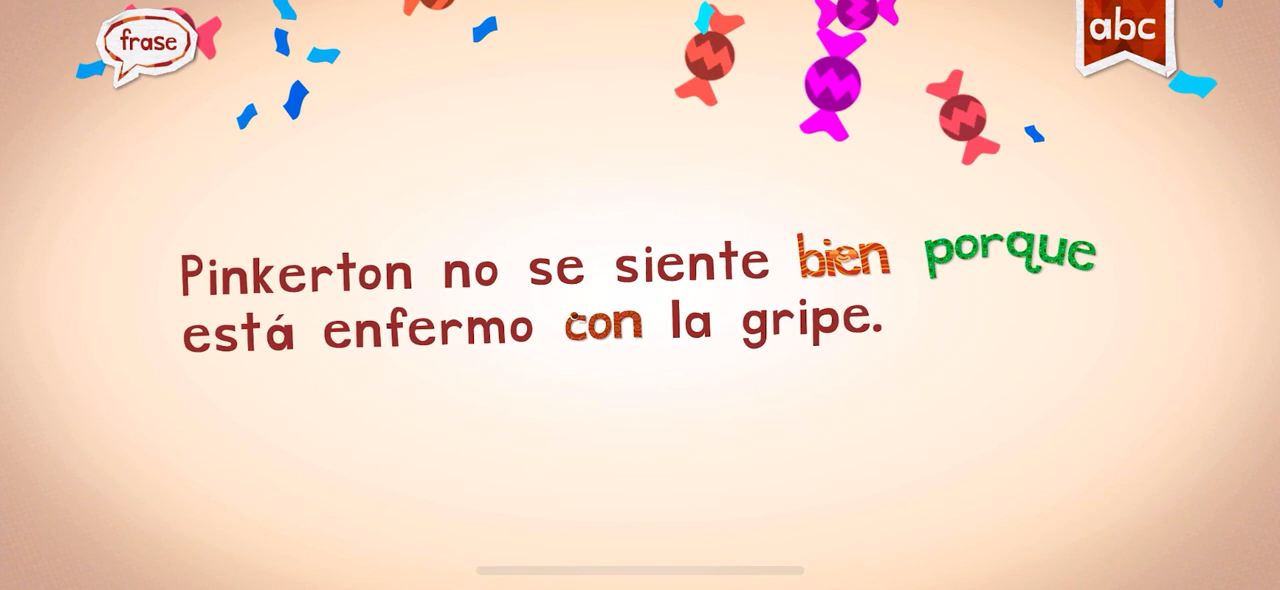 frase
abc
Pinkerton no se siente bien porque
está enfermo con la gripe.